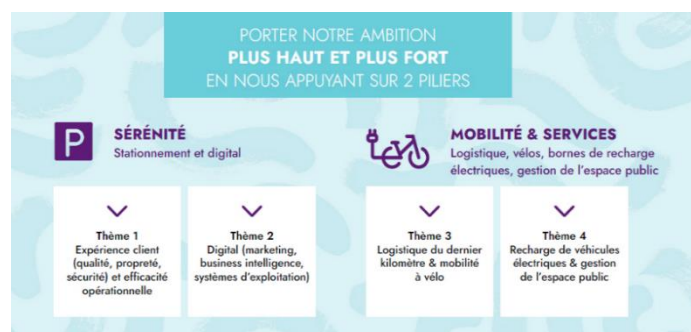 PORTER NOTRE AMBITION
PLUS HAUT ET PLUS FORT
EN NOUS APPUYANT SUR 2 PILIERS
P
SÉRÉNITÉ
Stationnement et digital
MOBILITÉ & SERVICES
Logistique, vélos, bornes de recharge
électriques, gestion de l'espace public
Thème 1
Expérience client
(qualité, propreté,
sécurité) et efficacité
opérationnelle
Thème 2
Digital (marketing,
business intelligence,
systèmes d'exploitation)
Thème 3
Logistique du dernier
kilomètre & mobilité
à vélo
Thème 4
Recharge de véhicules
électriques & gestion
de l'espace public